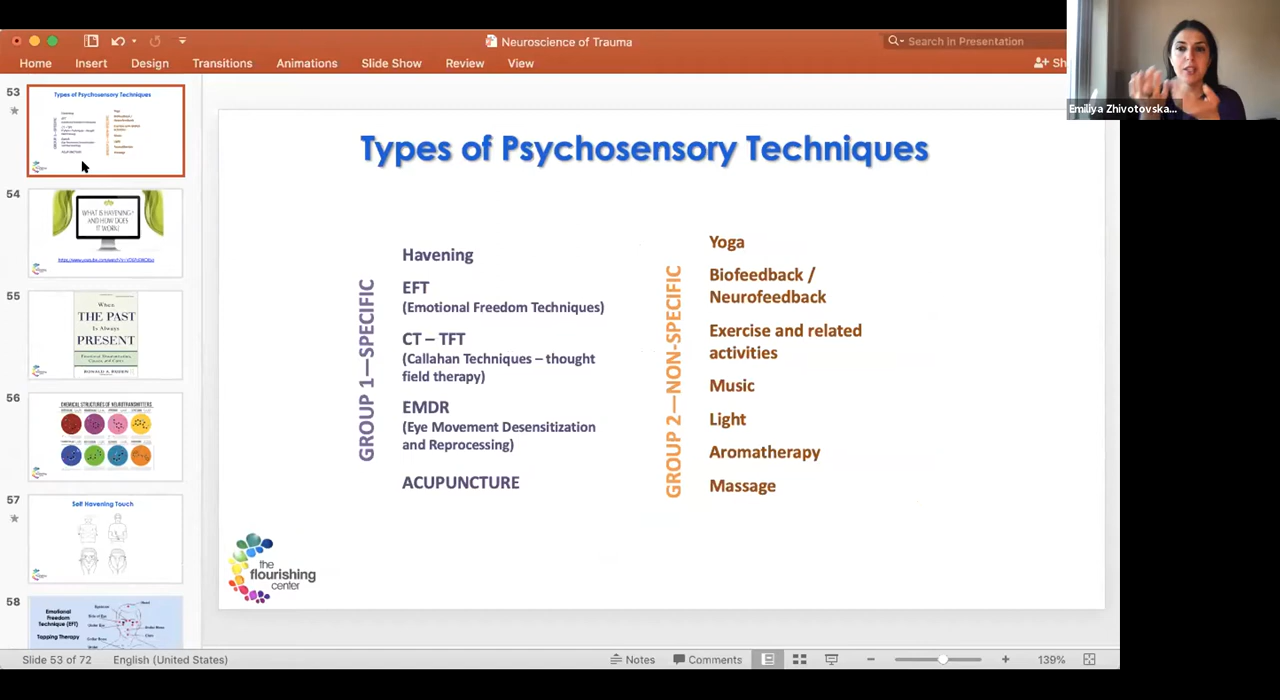 Neuroscience of Trauma
Search in Presentation
Home Insert Design Transitions Animations Slide Show Review View
Sh
Emiliya Zhivotovska...
53
Types of Psychosensory Techniques
54
WHAT IS HAVENING
AND HOW DOES
IT WORK?
55
When
THE PAST
Is Always
PRESENT
RONALD A. RUDEN
56
CHEMICAL STRUCTURES OF NEUROTRANSMITTERS
57
Self Havening Touch
58
Emotional
Freedom
Technique (EFT)
Tapping Therapy
Types of Psychosensory Techniques
GROUP 1—SPECIFIC
Havening
EFT
(Emotional Freedom Techniques)
CT – TFT
(Callahan Techniques – thought
field therapy)
EMDR
(Eye Movement Desensitization
and Reprocessing)
ACUPUNCTURE
GROUP 2—NON-SPECIFIC
Yoga
Biofeedback /
Neurofeedback
Exercise and related
activities
Music
Light
Aromatherapy
Massage
the
flourishing
center
Slide 53 of 72 English (United States)
Notes Comments 139%